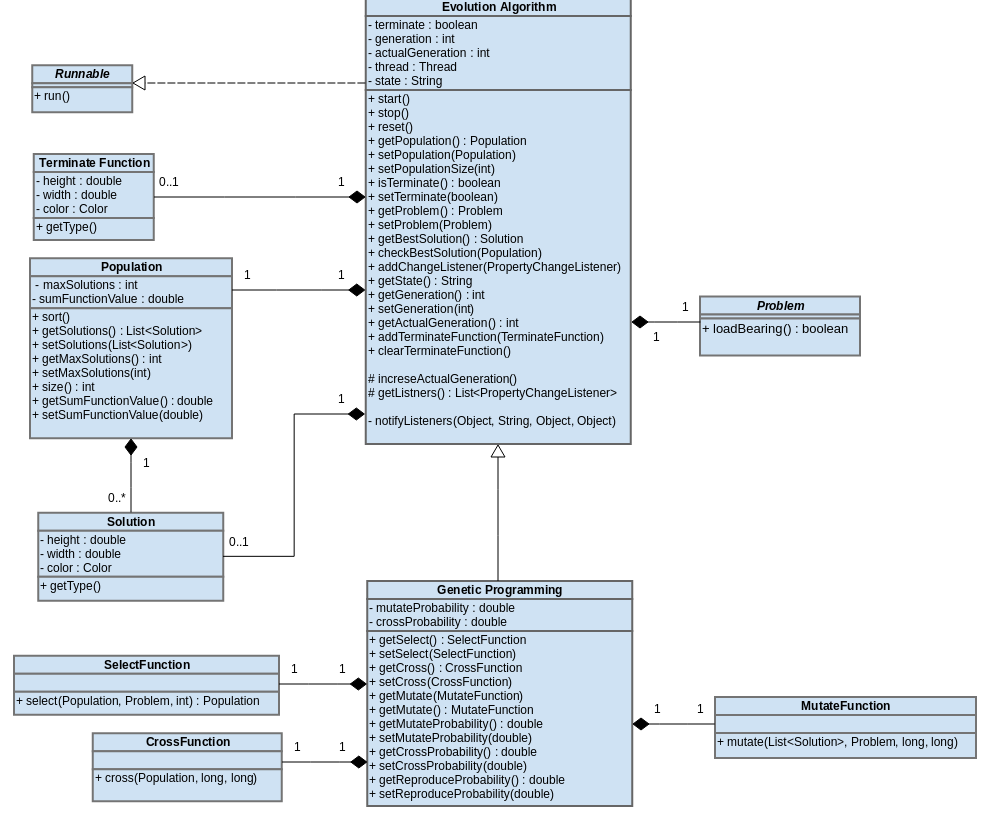 Evolution Algorithm
- terminate : boolean
- generation : int
- actualGeneration : int
- thread : Thread
- state : String
+ start()
+ stop()
+ reset()
+ getPopulation() : Population
+ setPopulation(Population)
+ setPopulationSize(int)
+ isTerminate() : boolean
+ setTerminate(boolean)
+ getProblem() : Problem
+ setProblem(Problem)
+ getBestSolution() : Solution
+ checkBestSolution(Population)
+ addChangeListener(PropertyChangeListener)
+ getState() : String
+ getGeneration() : int
+ setGeneration(int)
+ getActualGeneration() : int
+ addTerminateFunction(TerminateFunction)
+ clearTerminateFunction()
# increseActualGeneration()
# getListners() : List<PropertyChangeListener>
- notifyListeners(Object, String, Object, Object)
Runnable
+ run()
Terminate Function
- height : double
- width : double
- color : Color
+ getType()
0..1
1
Population
- maxSolutions : int
- sumFunctionValue : double
+ sort()
+ getSolutions() : List<Solution>
+ setSolutions(List<Solution>)
+ getMaxSolutions() : int
+ setMaxSolutions(int)
+ size() : int
+ getSumFunctionValue() : double
+ setSumFunctionValue(double)
1
1
1
0..*
Solution
- height : double
- width : double
- color : Color
+ getType()
0..1
1
Problem
+ loadBearing() : boolean
1
1
Genetic Programming
- mutateProbability : double
- crossProbability : double
+ getSelect() : SelectFunction
+ setSelect(SelectFunction)
+ getCross() : CrossFunction
+ setCross(CrossFunction)
+ getMutate(MutateFunction)
+ getMutate() : MutateFunction
+ getMutateProbability() : double
+ setMutateProbability(double)
+ getCrossProbability() : double
+ setCrossProbability(double)
+ getReproduceProbability() : double
+ setReproduceProbability(double)
SelectFunction
+ select(Population, Problem, int) : Population
1
1
CrossFunction
+ cross(Population, long, long)
1
1
MutateFunction
+ mutate(List<Solution>, Problem, long, long)
1
1